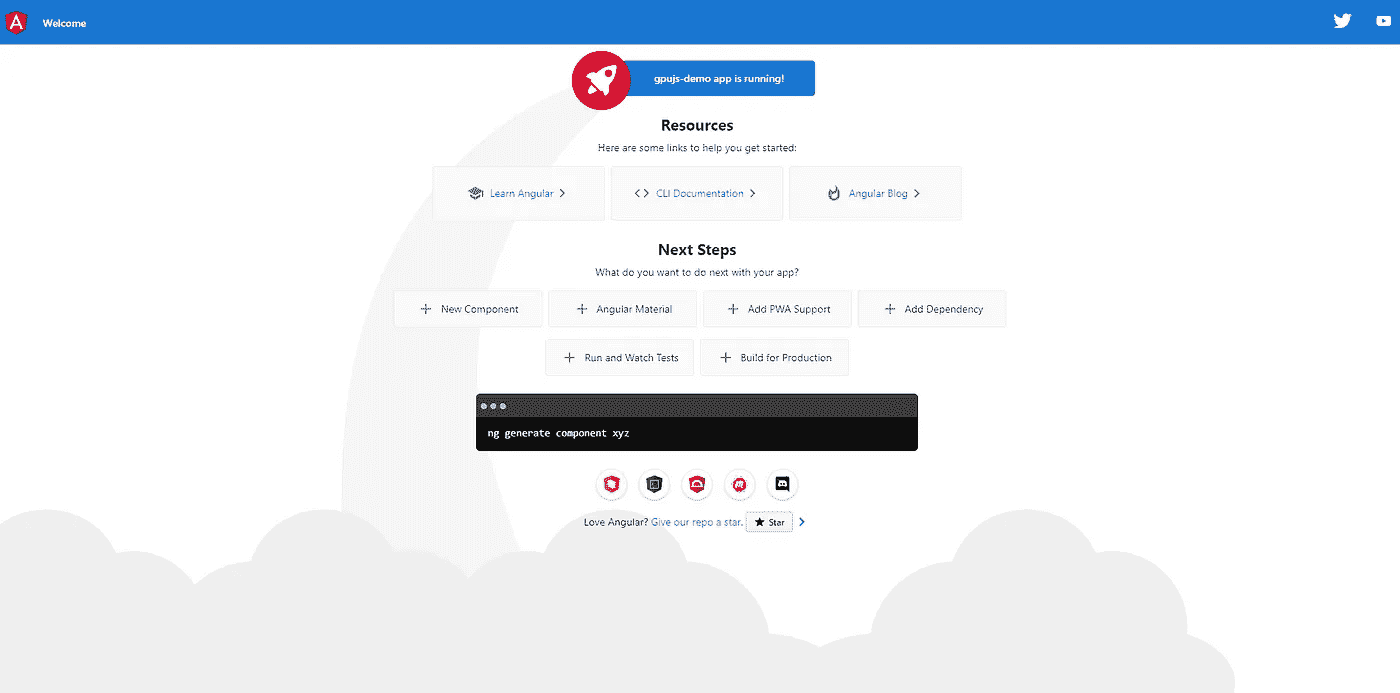 Welcome
gpujs-demo app is running!
Resources
Here are some links to help you get started:
Learn Angular
CLI Documentation
Angular Blog
Next Steps
What do you want to do next with your app?
New Component
Angular Material
Add PWA Support
Add Dependency
Run and Watch Tests
Build for Production
ng generate component xyz
Love Angular? Give our repo a star. Star